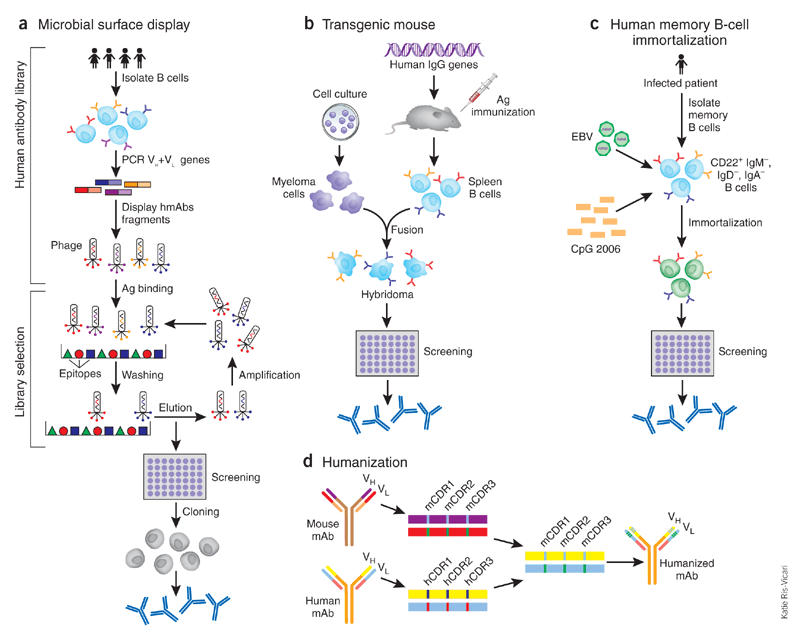 a Microbial surface display
Human antibody library
Isolate B cells
PCR VH+VL genes
Display hmAbs
fragments
Phage
Ag binding
Library selection
Epitopes
Washing
Amplification
Elution
Screening
Cloning
b Transgenic mouse
Human IgG genes
Cell culture
Ag
immunization
Myeloma
cells
Spleen
B cells
Fusion
Hybridoma
Screening
c Human memory B-cell
immortalization
Infected patient
Isolate
memory
B cells
EBV
CD22+ IgM–,
IgD–, IgA–
B cells
CpG 2006
Immortalization
Screening
d Humanization
VH
VL
Mouse
mAb
mCDR1
mCDR2
mCDR3
VH
VL
Human
mAb
hCDR1
hCDR2
hCDR3
mCDR1
mCDR2
mCDR3
VH
VL
Humanized
mAb
Katie Ris-Vicari